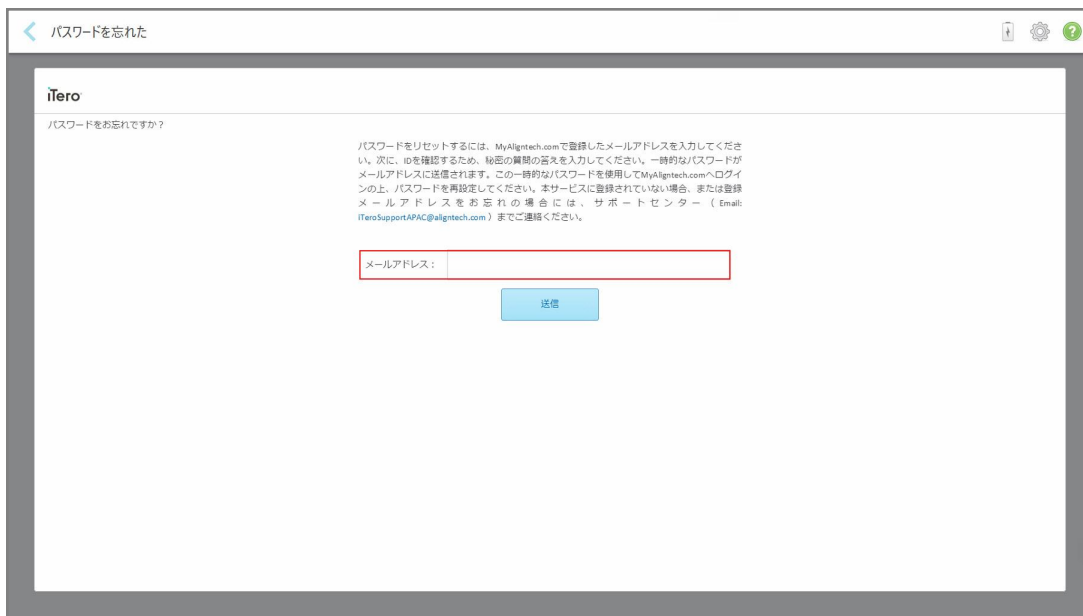 パスワードを忘れた
iTero
パスワードをお忘れですか？
パスワードをリセットするには、MyAligntech.comで登録したメールアドレスを入力してくださ
い。次に、IDを確認するため、秘密の質問の答えを入力してください。一時的なパスワードが
メールアドレスに送信されます。この一時的なパスワードを使用してMyAligntech.comへログイ
ンの上、パスワードを再設定してください。本サービスに登録されていない場合、または登録
メールアドレスをお忘れの場合には、サポートセンター（Email:
iTeroSupportAPAC@aligntech.com ）までご連絡ください。
メールアドレス：
送信